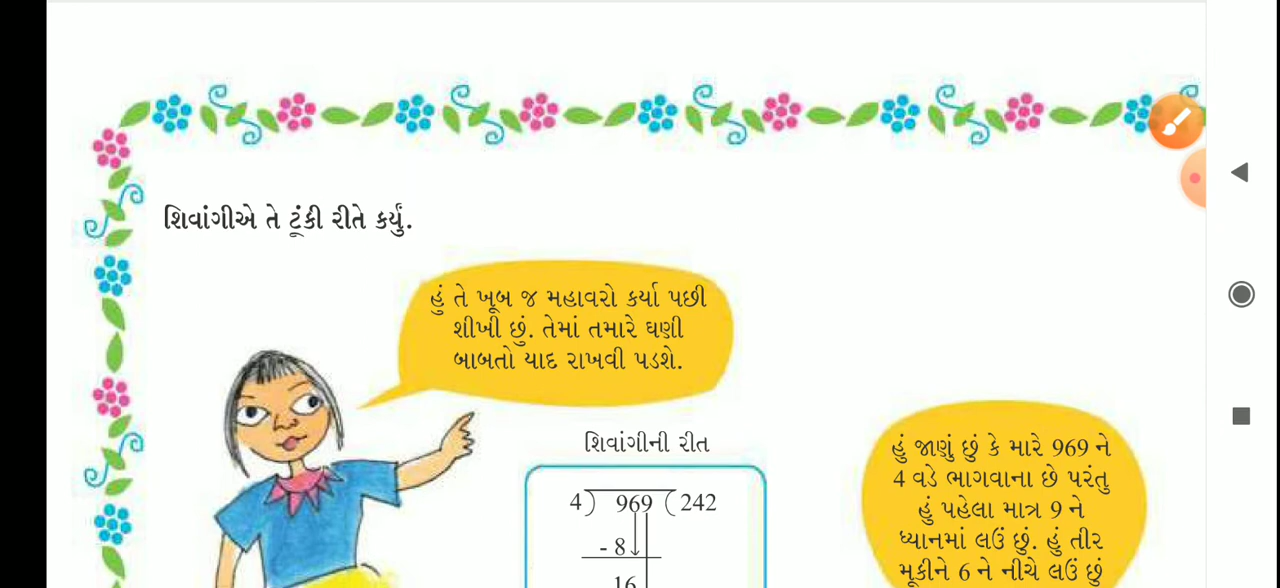 શિવાંગીએ તે ટૂંકી રીતે કર્યું.
હું તે ખૂબ જ મહાવરો કર્યા પછી
શીખી છું. તેમાં તમારે ઘણી
બાબતો યાદ રાખવી પડશે.
શિવાંગીની રીત
4) 969 (242
- 8
16
હું જાણું છું કે મારે 969 ને
4 વડે ભાગવાના છે પરંતુ
હું પહેલા માત્ર 9 ને
ધ્યાનમાં લઉં છું. હું તીર
મૂકીને 6 ને નીચે લઉં છું